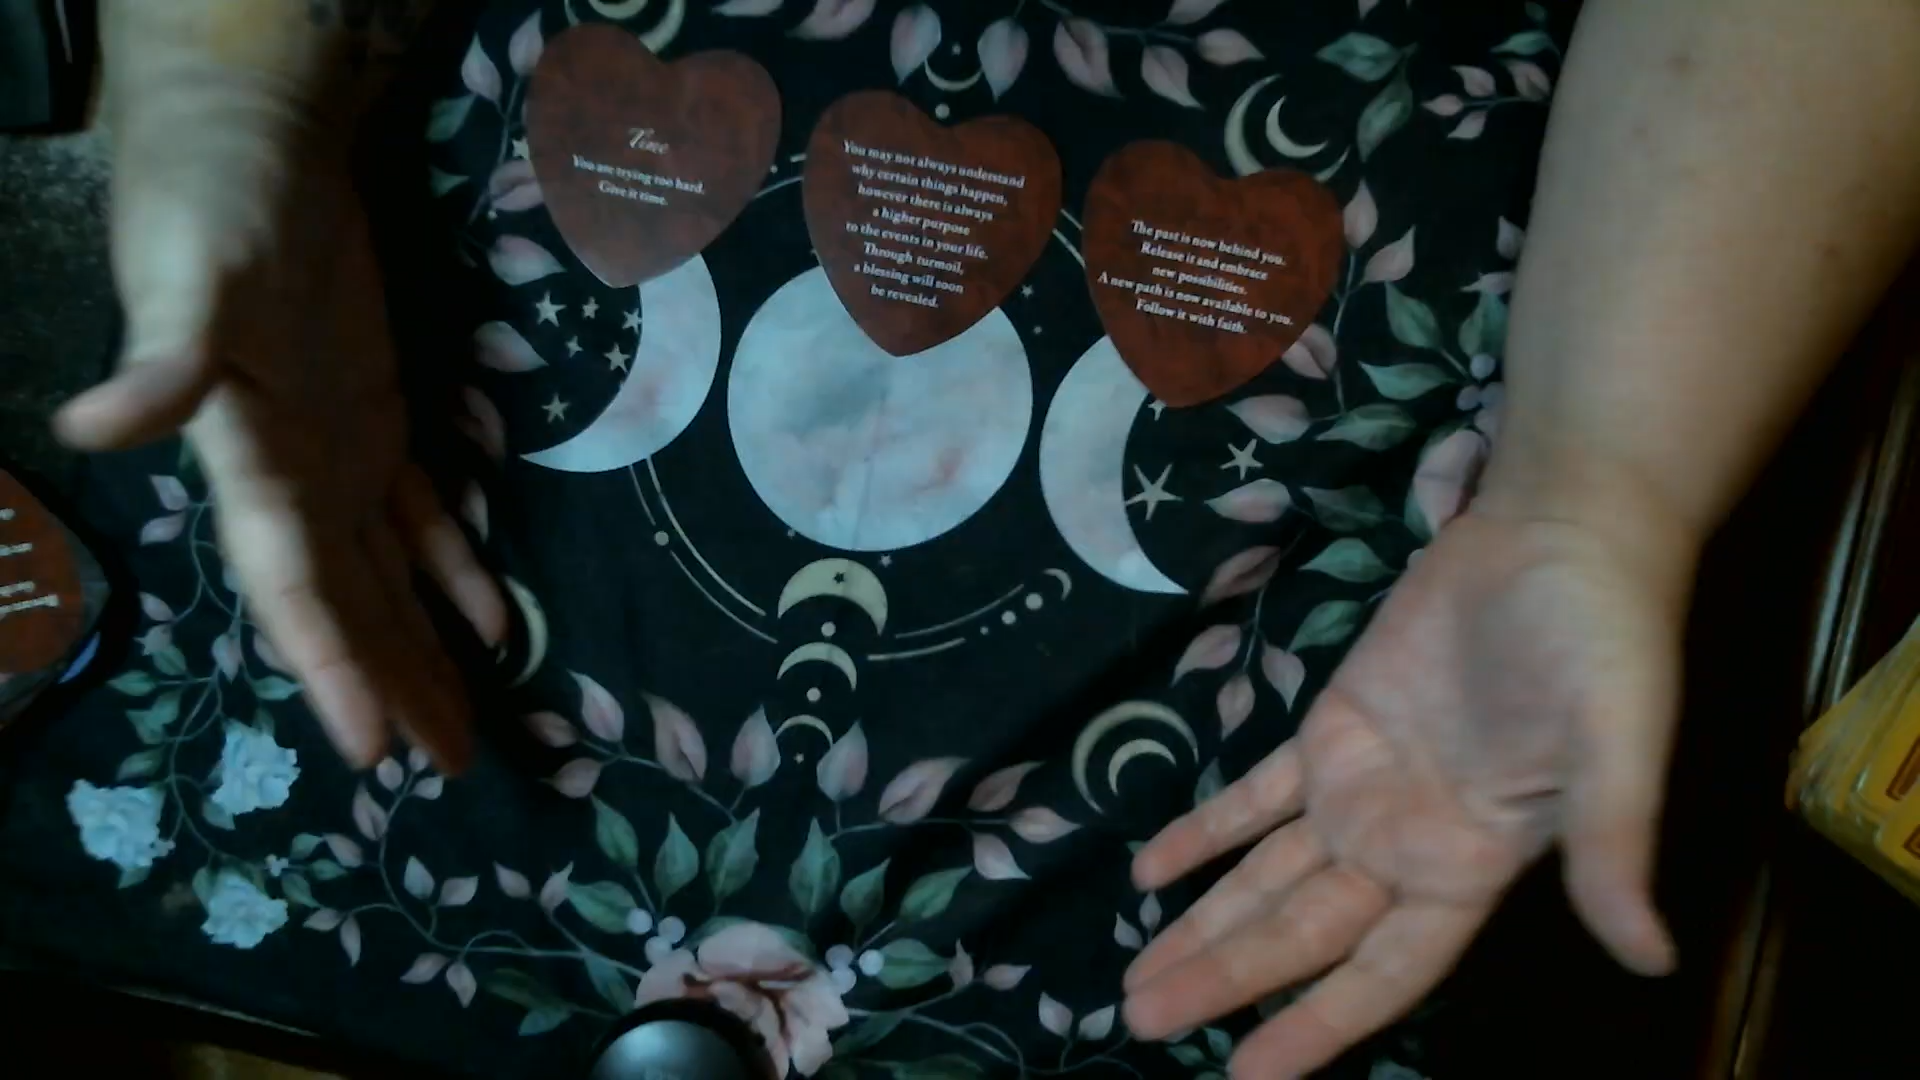 Time
You are trying too hard.
Give it time.
You may not always understand
why certain things happen,
however there is always
a higher purpose
to the events in your life.
Through turmoil,
a blessing will soon
be revealed.
The past is now behind you.
Release it and embrace
new possibilities.
A new path is now available to you.
Follow it with faith.